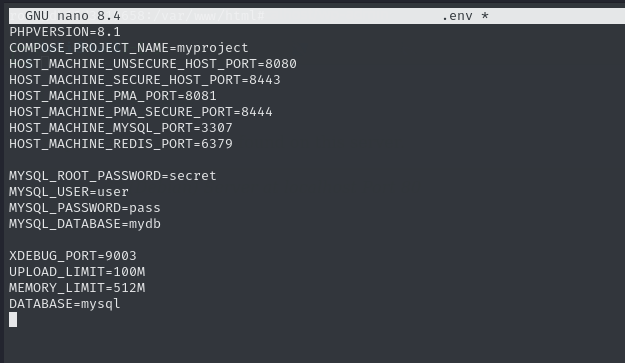 GNU nano 8.4 .env *
PHPVERSION=8.1
COMPOSE_PROJECT_NAME=myproject
HOST_MACHINE_UNSECURE_HOST_PORT=8080
HOST_MACHINE_SECURE_HOST_PORT=8443
HOST_MACHINE_PMA_PORT=8081
HOST_MACHINE_PMA_SECURE_PORT=8444
HOST_MACHINE_MYSQL_PORT=3307
HOST_MACHINE_REDIS_PORT=6379
MYSQL_ROOT_PASSWORD=secret
MYSQL_USER=user
MYSQL_PASSWORD=pass
MYSQL_DATABASE=mydb
XDEBUG_PORT=9003
UPLOAD_LIMIT=100M
MEMORY_LIMIT=512M
DATABASE=mysql